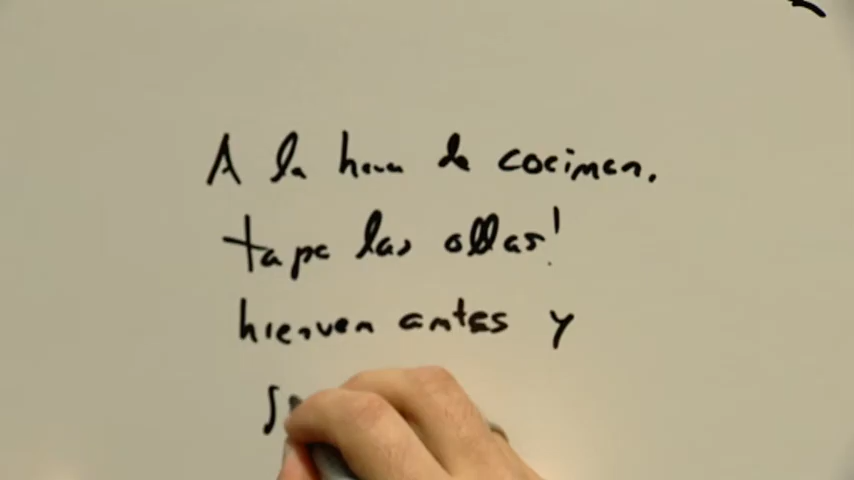 A la hora de cocinar.
tape las ollas!
hierven antes y